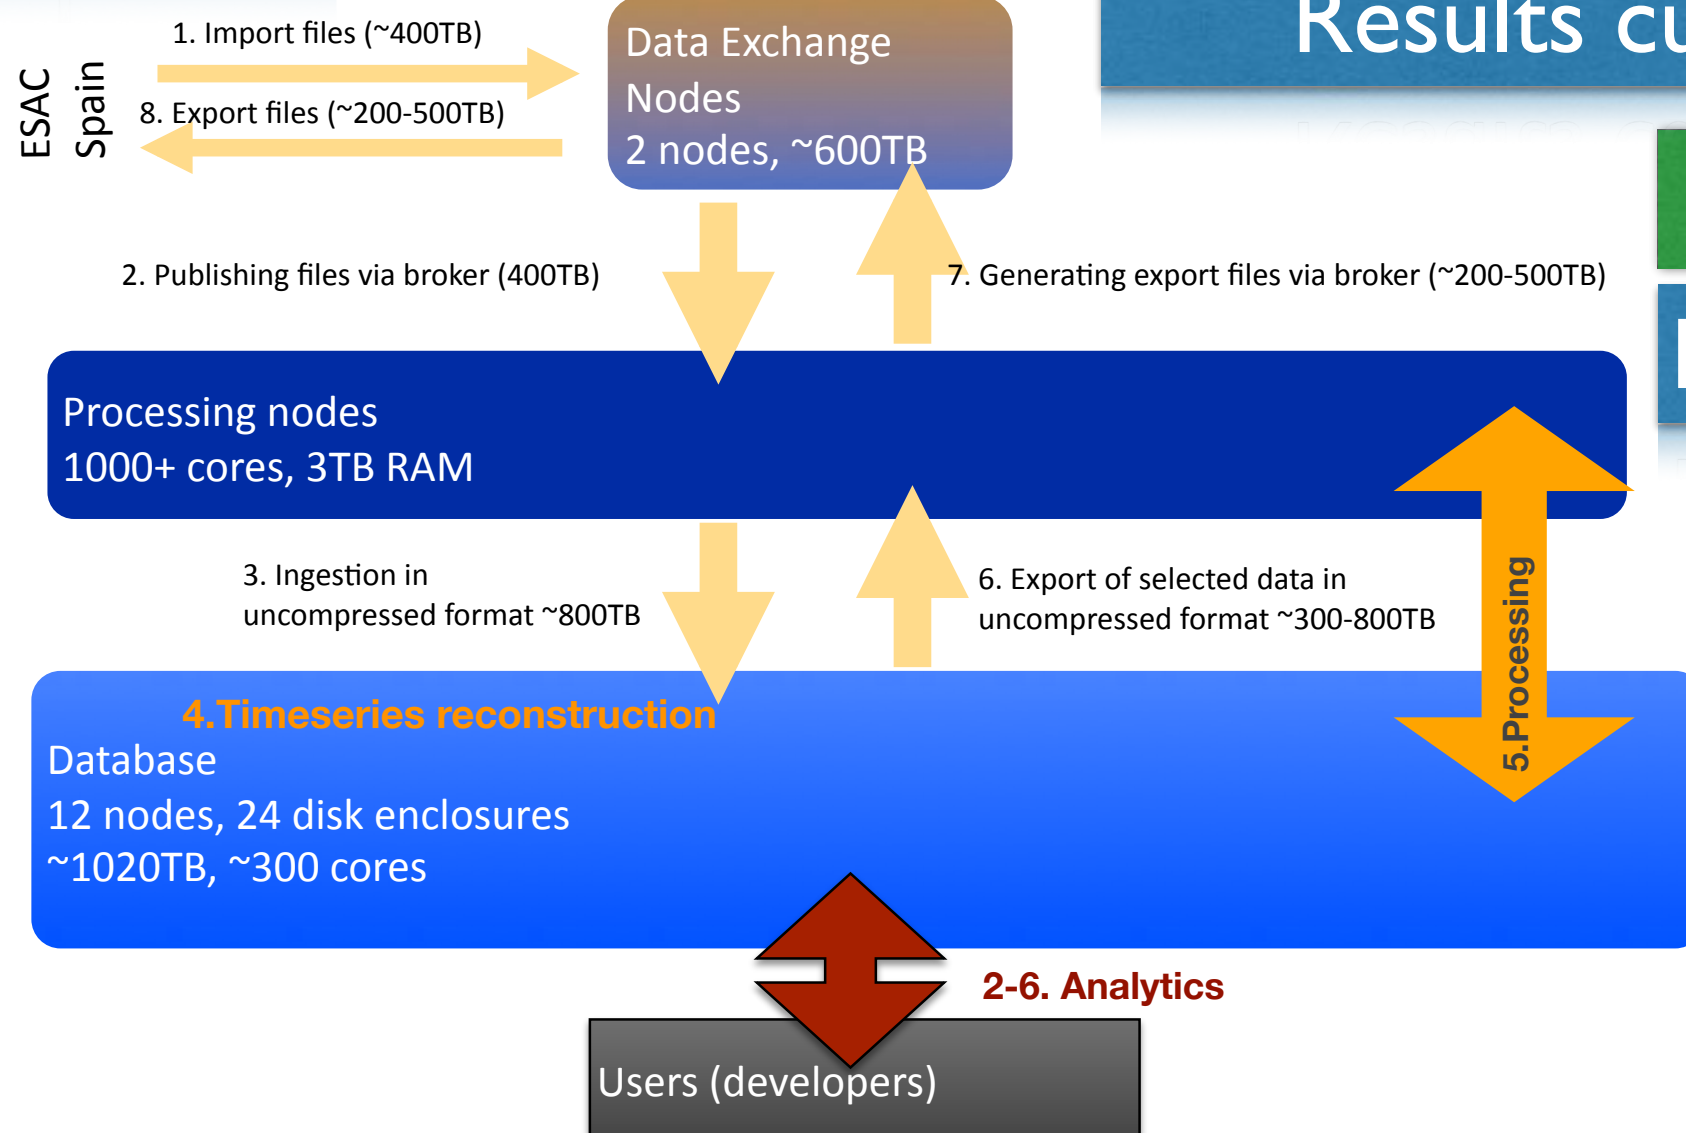 Results
1. Import files (~400TB)
ESAC
Spain
8. Export files (~200-500TB)
Data Exchange
Nodes
2 nodes, ~600TB
2. Publishing files via broker (400TB)
7. Generating export files via broker (~200-500TB)
Processing nodes
1000+ cores, 3TB RAM
3. Ingestion in
uncompressed format ~800TB
6. Export of selected data in
uncompressed format ~300-800TB
5.Processing
4.Timeseries reconstruction
Database
12 nodes, 24 disk enclosures
~1020TB, ~300 cores
2-6. Analytics
Users (developers)